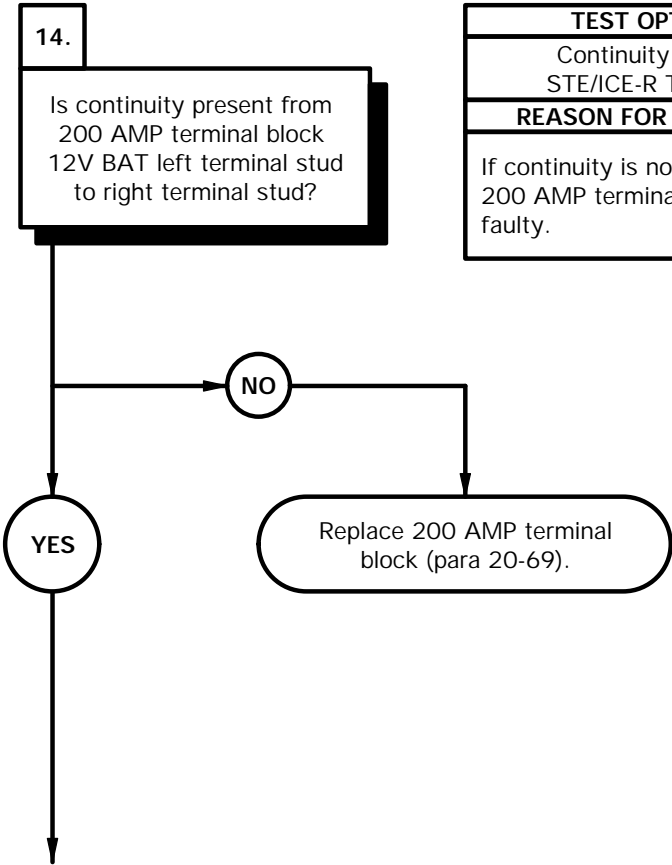 14.
Is continuity present from
200 AMP terminal block
12V BAT left terminal stud
to right terminal stud?
TEST OPT
Continuity
STE/ICE-R T
REASON FOR
If continuity is no
200 AMP termina
faulty.
NO
YES
Replace 200 AMP terminal
block (para 20-69).